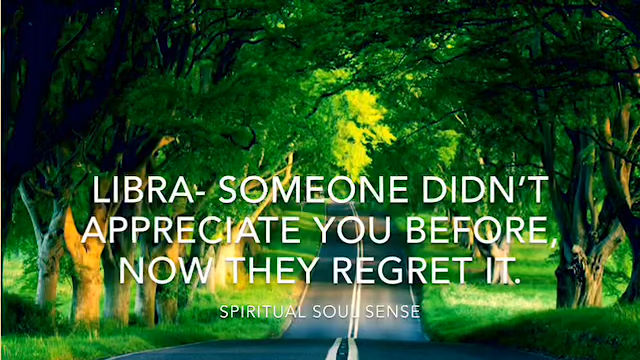 LIBRA- SOMEONE DIDN’T
APPRECIATE YOU BEFORE,
NOW THEY REGRET IT.
SPIRITUAL SOUL SENSE